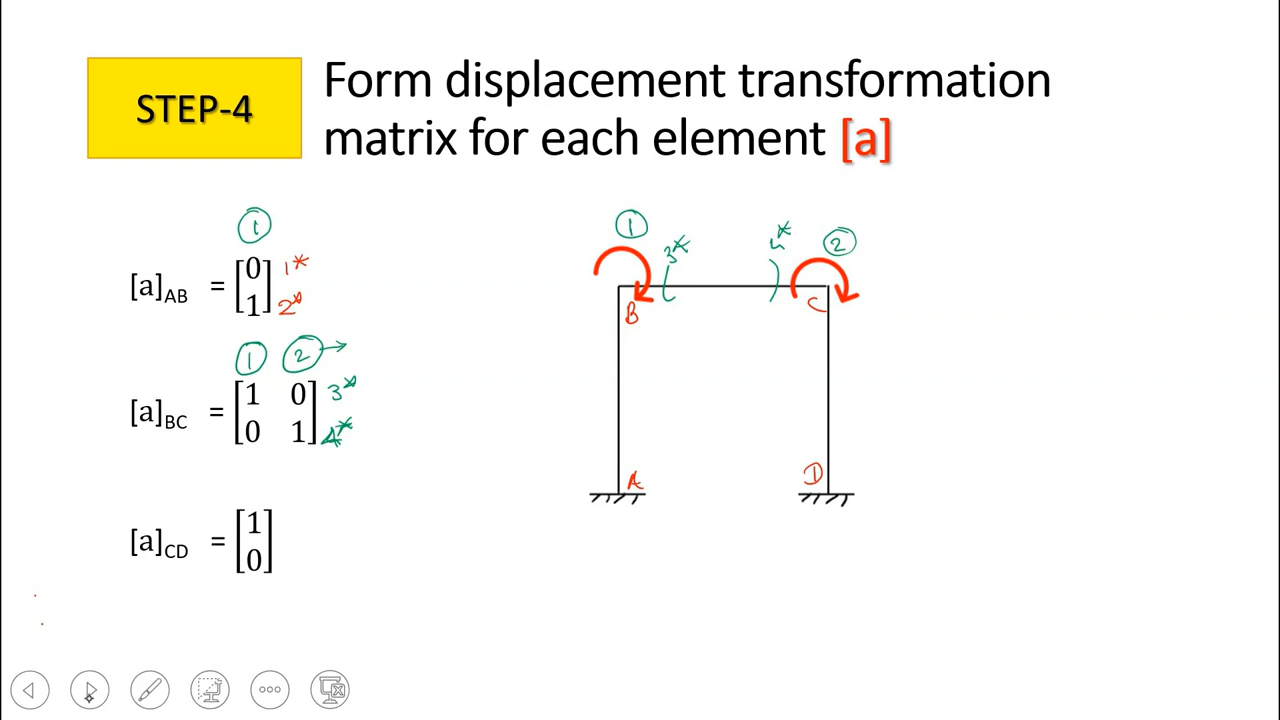 STEP-4
Form displacement transformation
matrix for each element [a]
①
[a]AB = [0 1] 1* 2*
① ② →
[a]BC = [1 0 0 1] 3* 4*
[a]CD = [1 0]
① 3* 4* ②
B C
A D